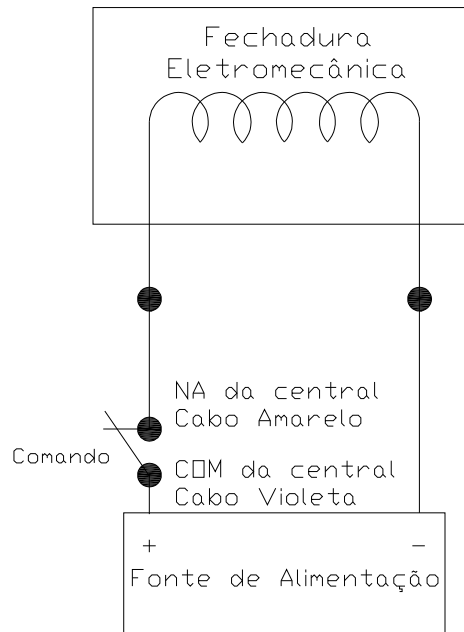 Fechadura
Eletromecânica
NA da central
Cabo Amarelo
Comando
COM da central
Cabo Violeta
+ -
Fonte de Alimentação